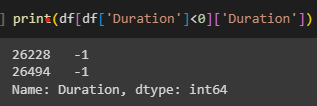 ] print(df[df['Duration']<0]['Duration'])
26228 -1
26494 -1
Name: Duration, dtype: int64